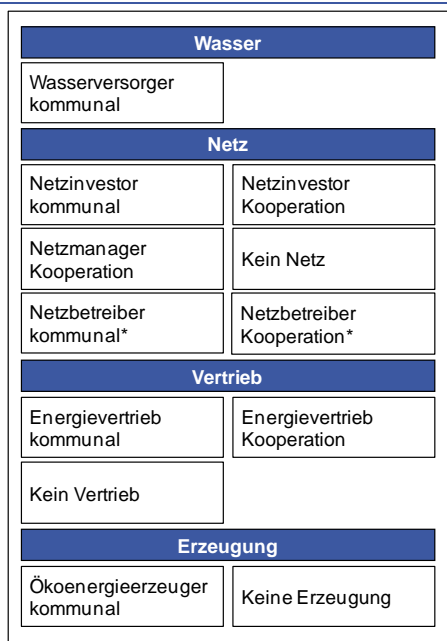 Wasser
Wasserversorger
kommunal
Netz
Netzinvestor
kommunal
Netzinvestor
Kooperation
Netzmanager
Kooperation
Kein Netz
Netzbetreiber
kommunal*
Netzbetreiber
Kooperation*
Vertrieb
Energievertrieb
kommunal
Energievertrieb
Kooperation
Kein Vertrieb
Erzeugung
Ökoenergieerzeuger
kommunal
Keine Erzeugung